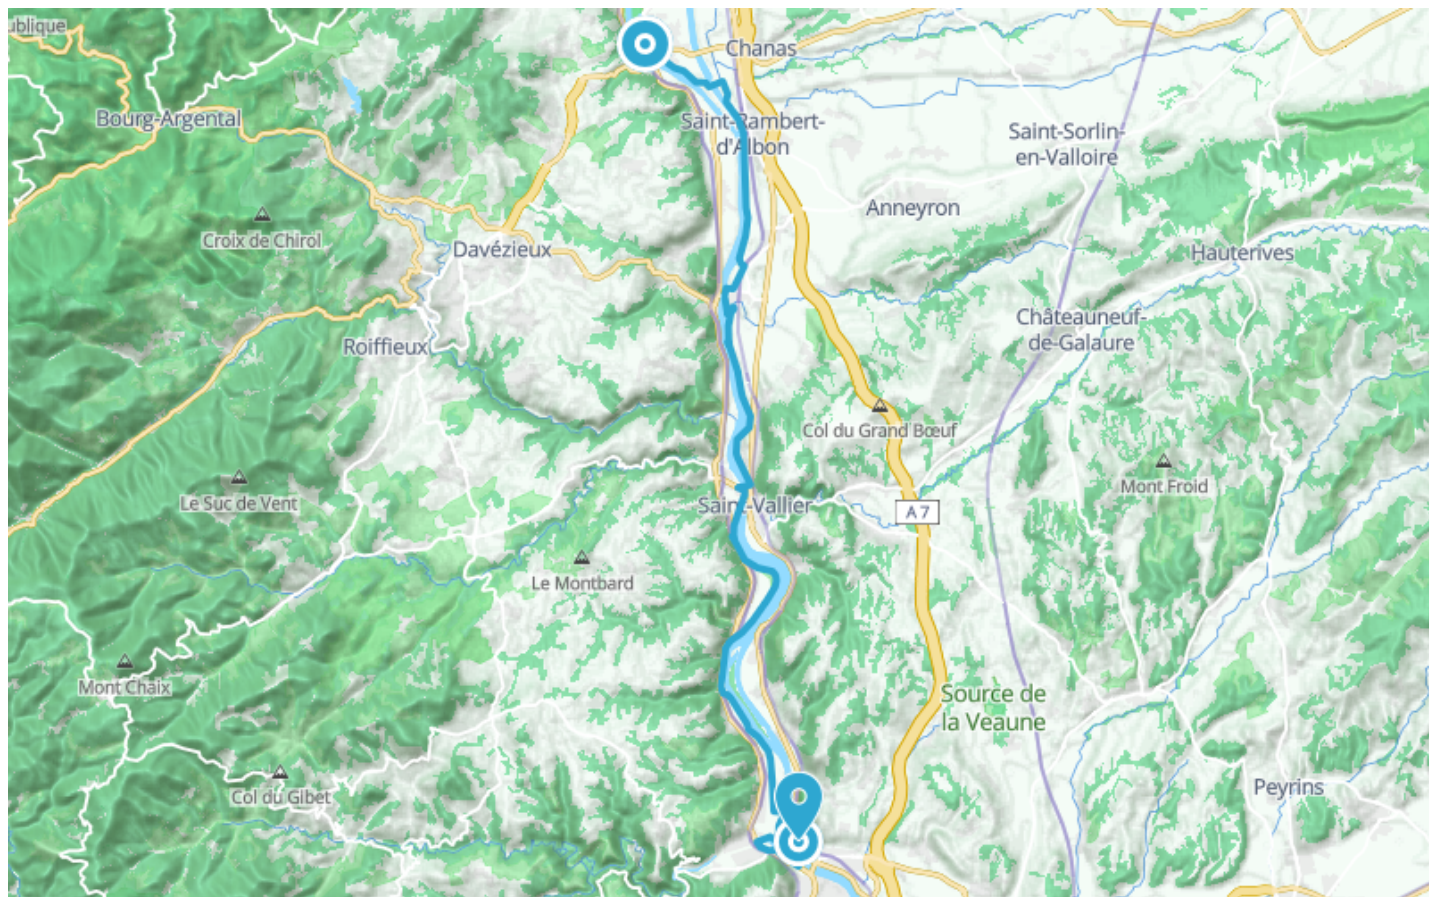 ublique
Chanas
Bourg-Argental
Saint-Rambert-
d'Albon
Saint-Sorlin-
en-Valloire
Anneyron
Croix de Chirol
Davézieux
Hauterives
Châteauneuf-
de-Galaure
Roiffieux
Col du Grand Bœuf
Le Suc de Vent
Mont Froid
Saint-Vallier
A 7
Le Montbard
Mont Chaix
Source de
la Veaune
Col du Gibet
Peyrins